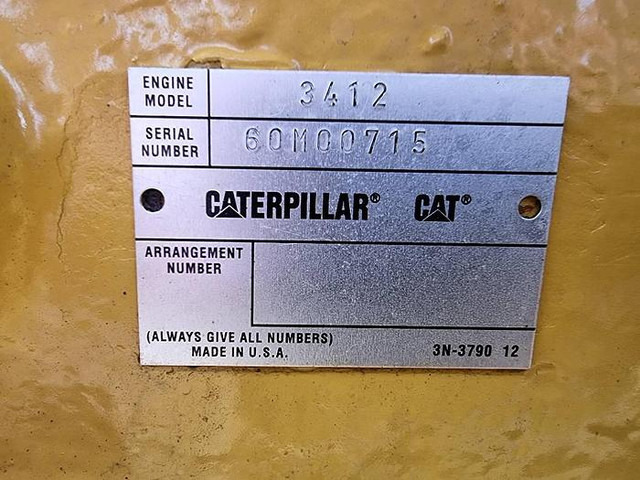 ENGINE MODEL 3412
SERIAL NUMBER 60M00715
CATERPILLAR® CAT®
ARRANGEMENT NUMBER
(ALWAYS GIVE ALL NUMBERS)
MADE IN U.S.A.
3N-3790 12